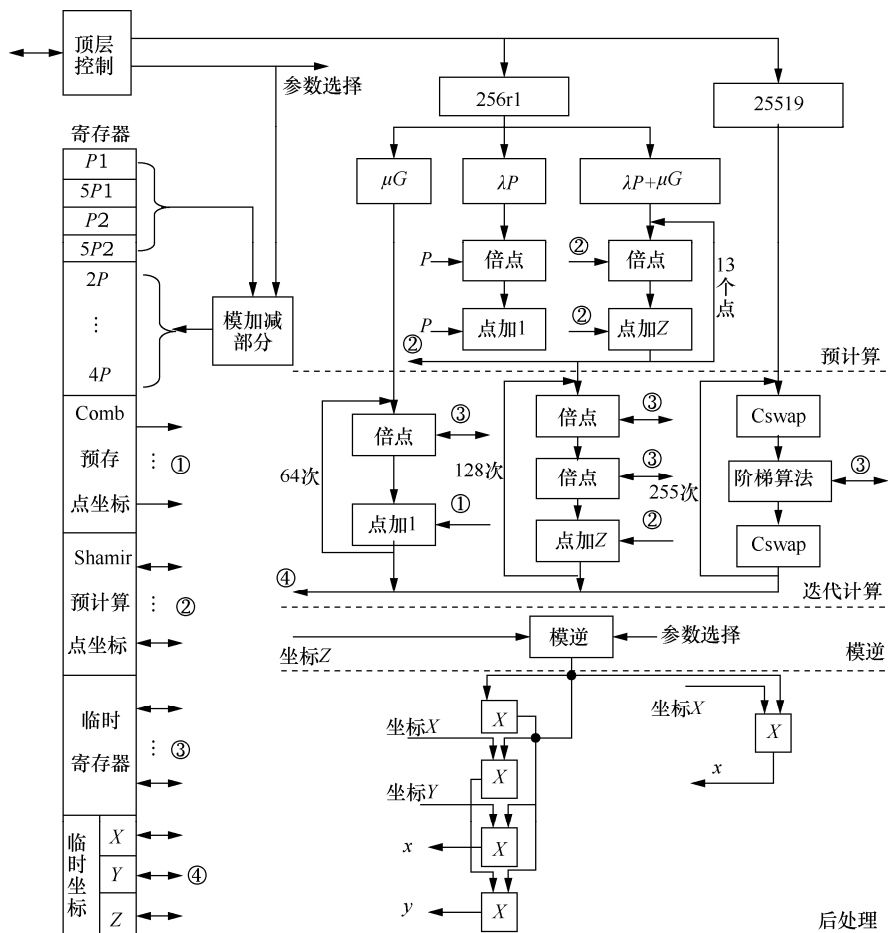 顶层
控制
参数选择
256r1
25519
寄存器
P1
5P1
P2
5P2
2P
⋮
4P
模加减
部分
μG
λP
λP+μG
P
倍点
②
倍点
13
个
点
P
点加1
②
点加Z
②
预计算
Comb
预存
点坐标
⋮
①
64次
倍点
③
点加1
①
128次
倍点
③
倍点
③
点加Z
②
255次
Cswap
阶梯算法
③
Cswap
④
迭代计算
Shamir
预计算
点坐标
⋮
②
坐标Z
模逆
参数选择
模逆
临时
寄存器
⋮
③
X
坐标X
X
坐标Y
x
X
y
X
坐标X
X
x
临时坐标
X
Y
④
Z
后处理